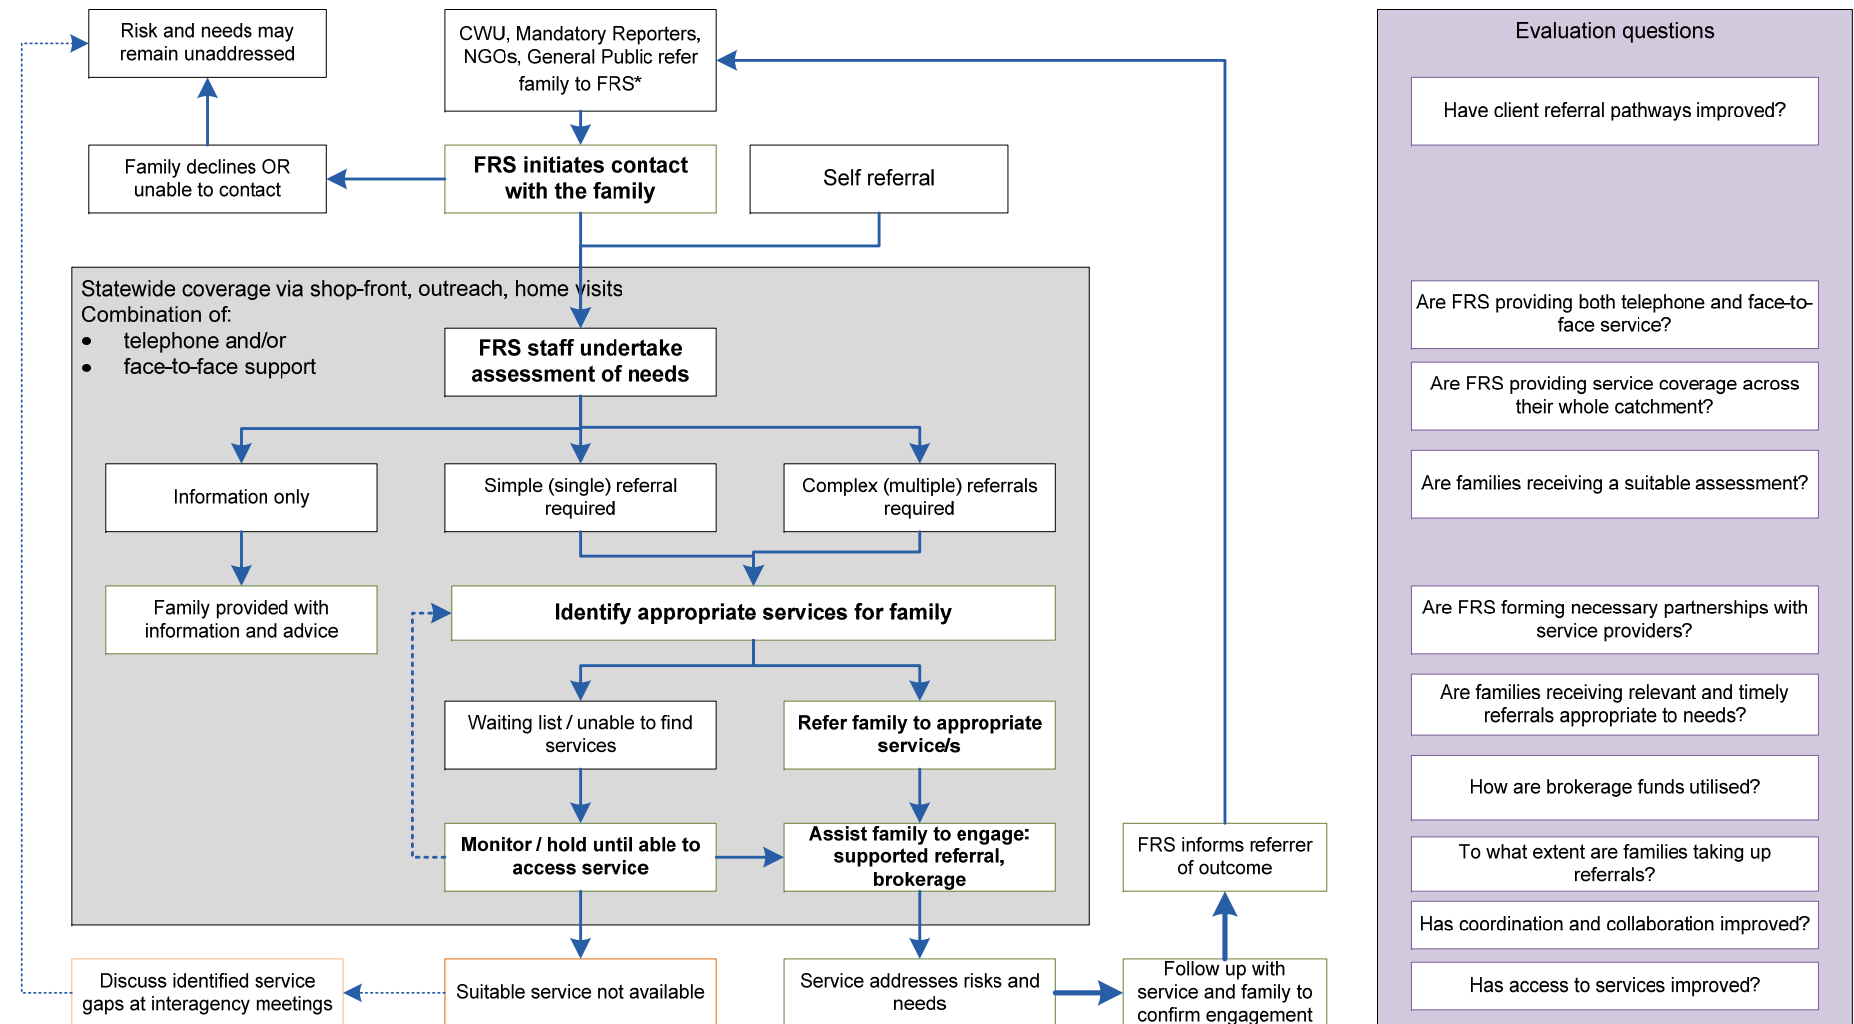 Risk and needs may
remain unaddressed
CWU, Mandatory Reporters,
NGOs, General Public refer
family to FRS*
Family declines OR
unable to contact
FRS initiates contact
with the family
Self referral
Statewide coverage via shop-front, outreach, home visits
Combination of:
• telephone and/or
• face-to-face support
FRS staff undertake
assessment of needs
Information only
Simple (single) referral
required
Complex (multiple) referrals
required
Family provided with
information and advice
Identify appropriate services for family
Waiting list / unable to find
services
Refer family to appropriate
service/s
Monitor / hold until able to
access service
Assist family to engage:
supported referral,
brokerage
FRS informs referrer
of outcome
Discuss identified service
gaps at interagency meetings
Suitable service not available
Service addresses risks and
needs
Follow up with
service and family to
confirm engagement
Evaluation questions
Have client referral pathways improved?
Are FRS providing both telephone and face-to-
face service?
Are FRS providing service coverage across
their whole catchment?
Are families receiving a suitable assessment?
Are FRS forming necessary partnerships with
service providers?
Are families receiving relevant and timely
referrals appropriate to needs?
How are brokerage funds utilised?
To what extent are families taking up
referrals?
Has coordination and collaboration improved?
Has access to services improved?